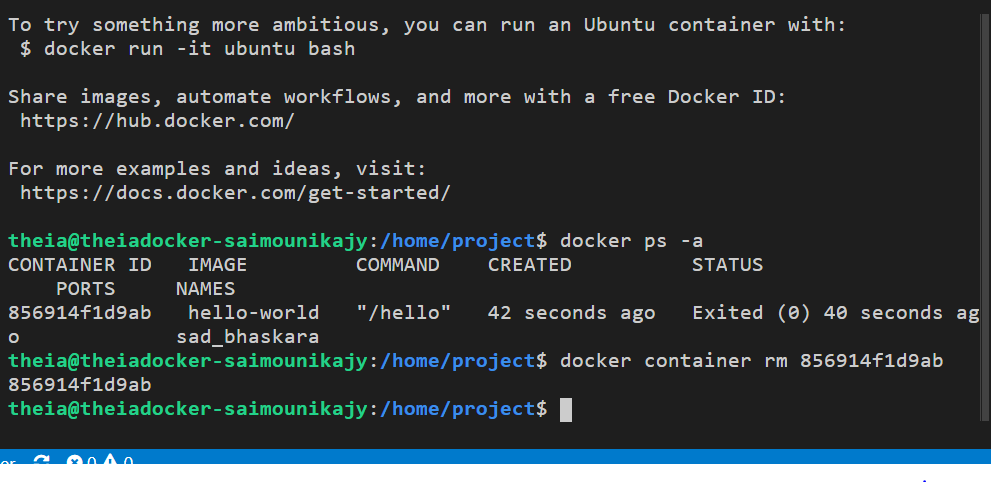 To try something more ambitious, you can run an Ubuntu container with:
$ docker run -it ubuntu bash
Share images, automate workflows, and more with a free Docker ID:
https://hub.docker.com/
For more examples and ideas, visit:
https://docs.docker.com/get-started/
theia@theiadocker-saimounikajy:/home/project$ docker ps -a
CONTAINER ID   IMAGE         COMMAND    CREATED          STATUS
PORTS     NAMES
856914f1d9ab   hello-world   "/hello"   42 seconds ago   Exited (0) 40 seconds ag
o             sad_bhaskara
theia@theiadocker-saimounikajy:/home/project$ docker container rm 856914f1d9ab
856914f1d9ab
theia@theiadocker-saimounikajy:/home/project$
0 0